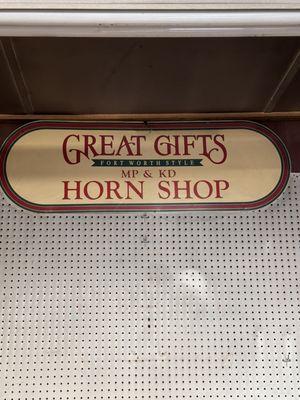 GREAT GIFTS
FORT WORTH STYLE
MP & KD
HORN SHOP